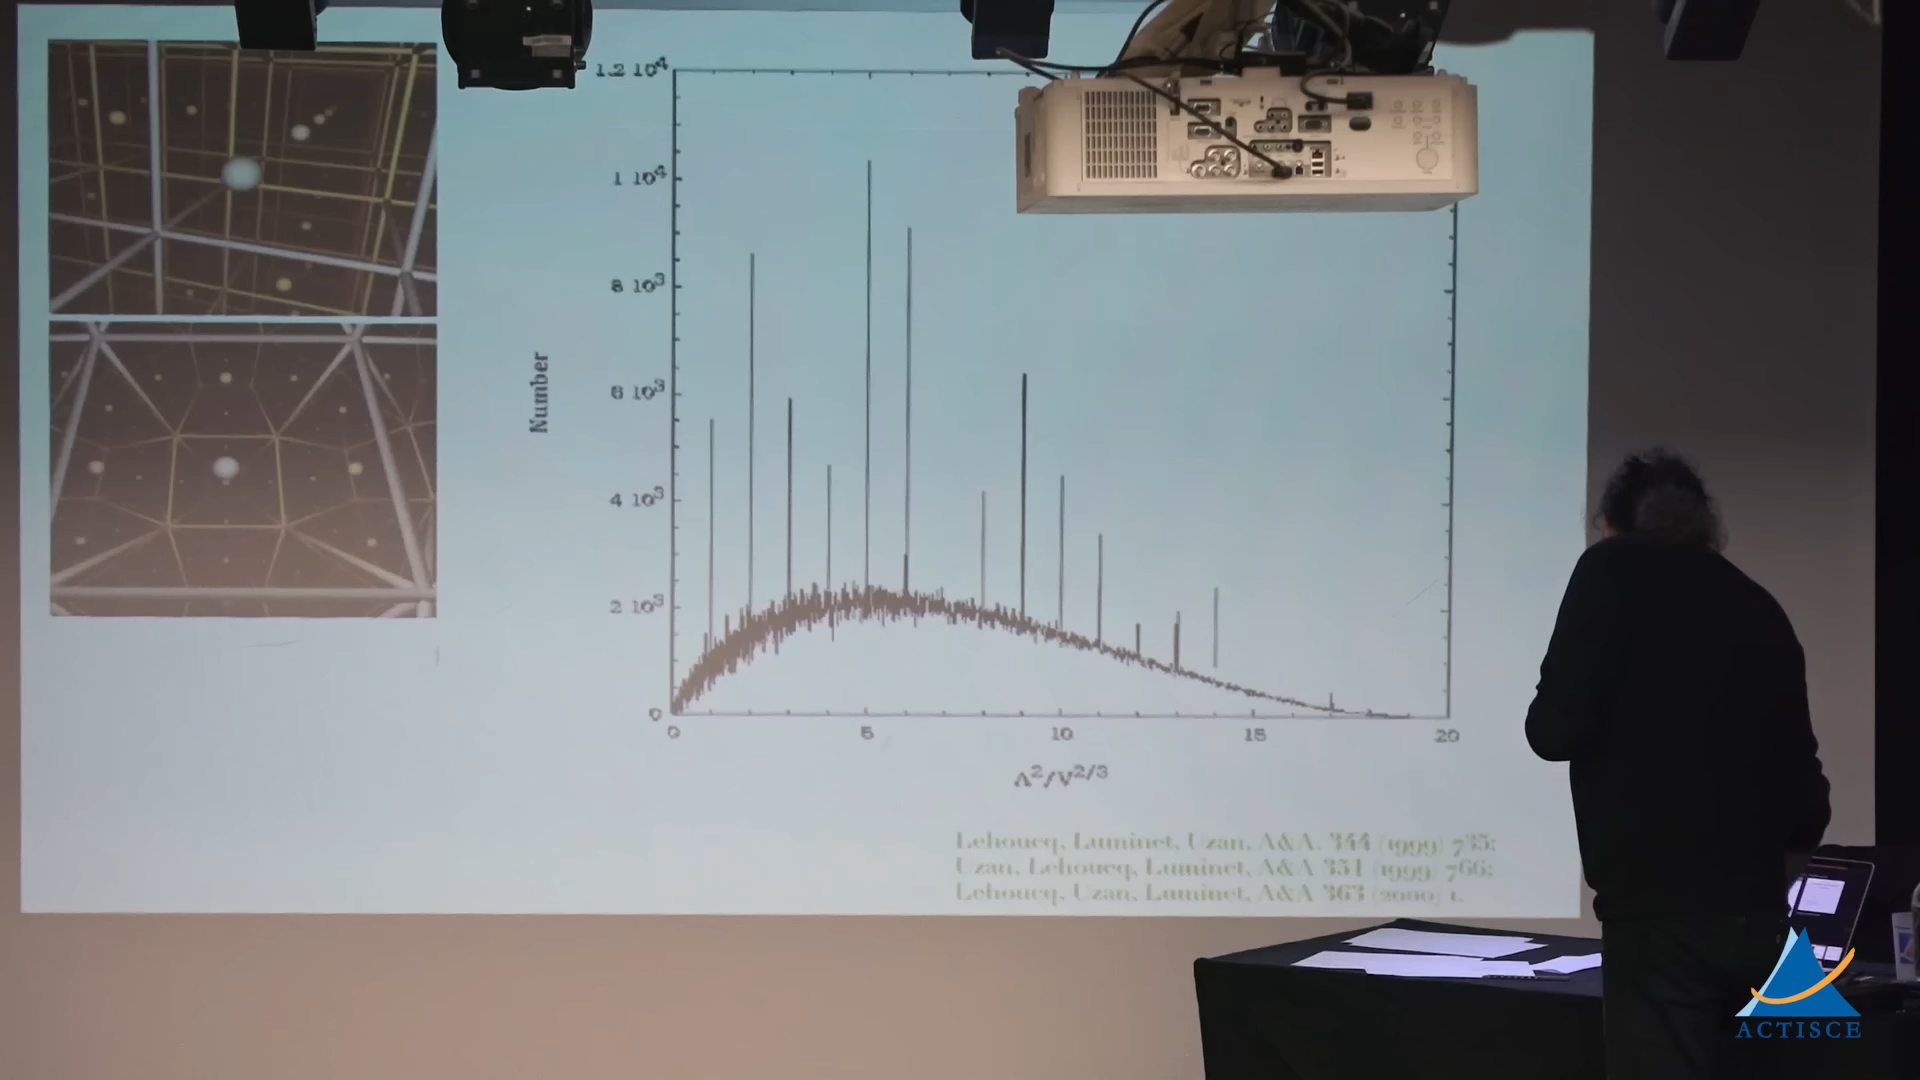 1.2 10⁴
1 10⁴
8 10³
6 10³
4 10³
2 10³
0
Number
0 5 10 15 20
Λ²/V²/³
Lehoucq, Luminet, Uzan, A&A. 344 (1999) 735;
Uzan, Lehoucq, Luminet, A&A 351 (1999) 766;
Lehoucq, Uzan, Luminet, A&A 363 (2000) 1.
ACTISCE